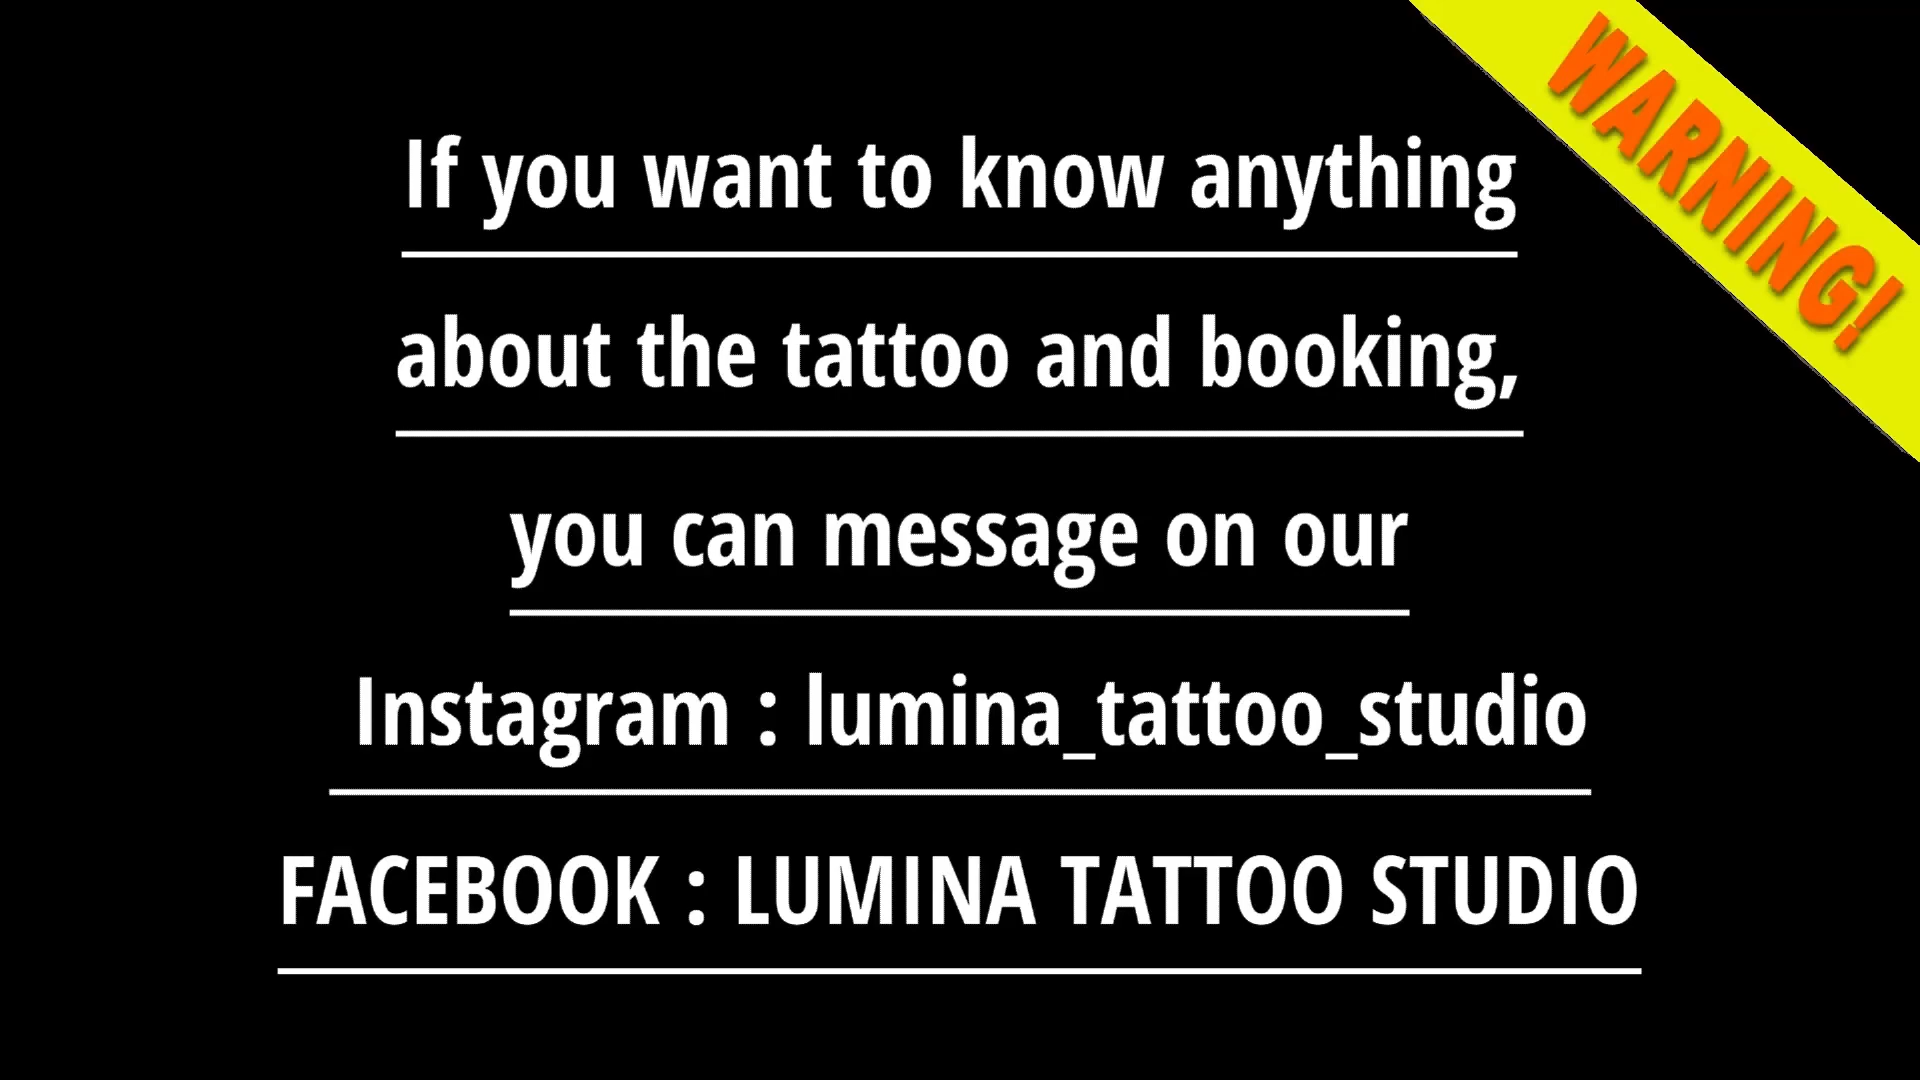 WARNING!
If you want to know anything
about the tattoo and booking,
you can message on our
Instagram : lumina_tattoo_studio
FACEBOOK : LUMINA TATTOO STUDIO